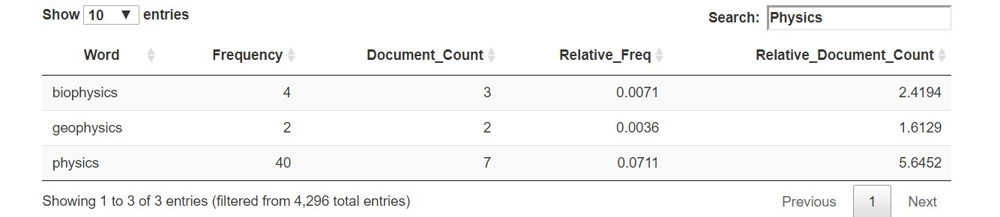 Show 10 ▼ entries Search: Physics
Word Frequency Document_Count Relative_Freq Relative_Document_Count
biophysics 4 3 0.0071 2.4194
geophysics 2 2 0.0036 1.6129
physics 40 7 0.0711 5.6452
Showing 1 to 3 of 3 entries (filtered from 4,296 total entries) Previous 1 Next